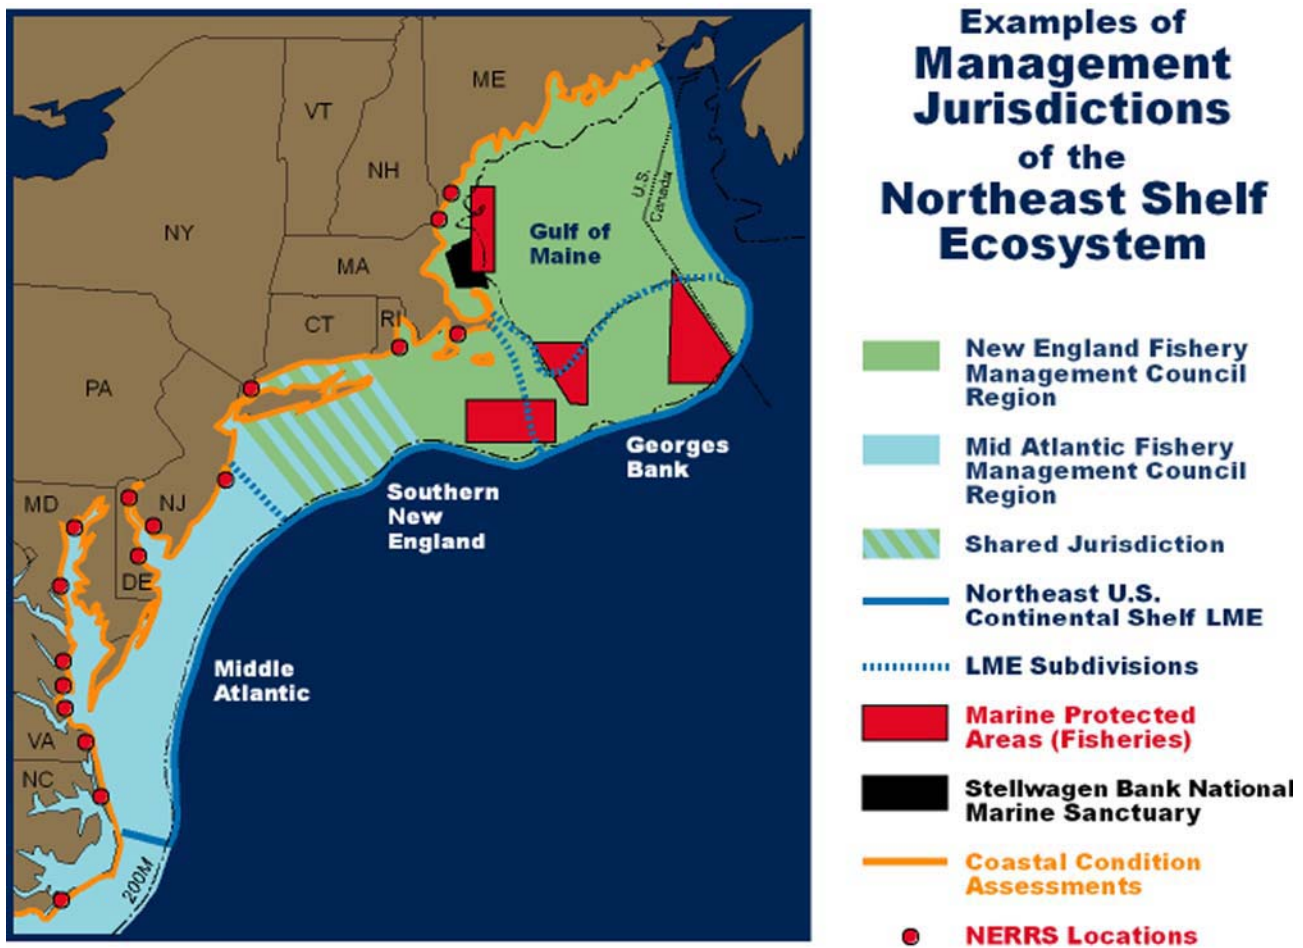 Examples of
Management
Jurisdictions
of the
Northeast Shelf
Ecosystem
ME
VT
NH
NY
MA
CT
RI
PA
NJ
MD
DE
VA
NC
Gulf of
Maine
U.S.
Canada
Georges
Bank
Southern
New
England
Middle
Atlantic
200M
New England Fishery
Management Council
Region
Mid Atlantic Fishery
Management Council
Region
Shared Jurisdiction
Northeast U.S.
Continental Shelf LME
LME Subdivisions
Marine Protected
Areas (Fisheries)
Stellwagen Bank National
Marine Sanctuary
Coastal Condition
Assessments
NERRS Locations